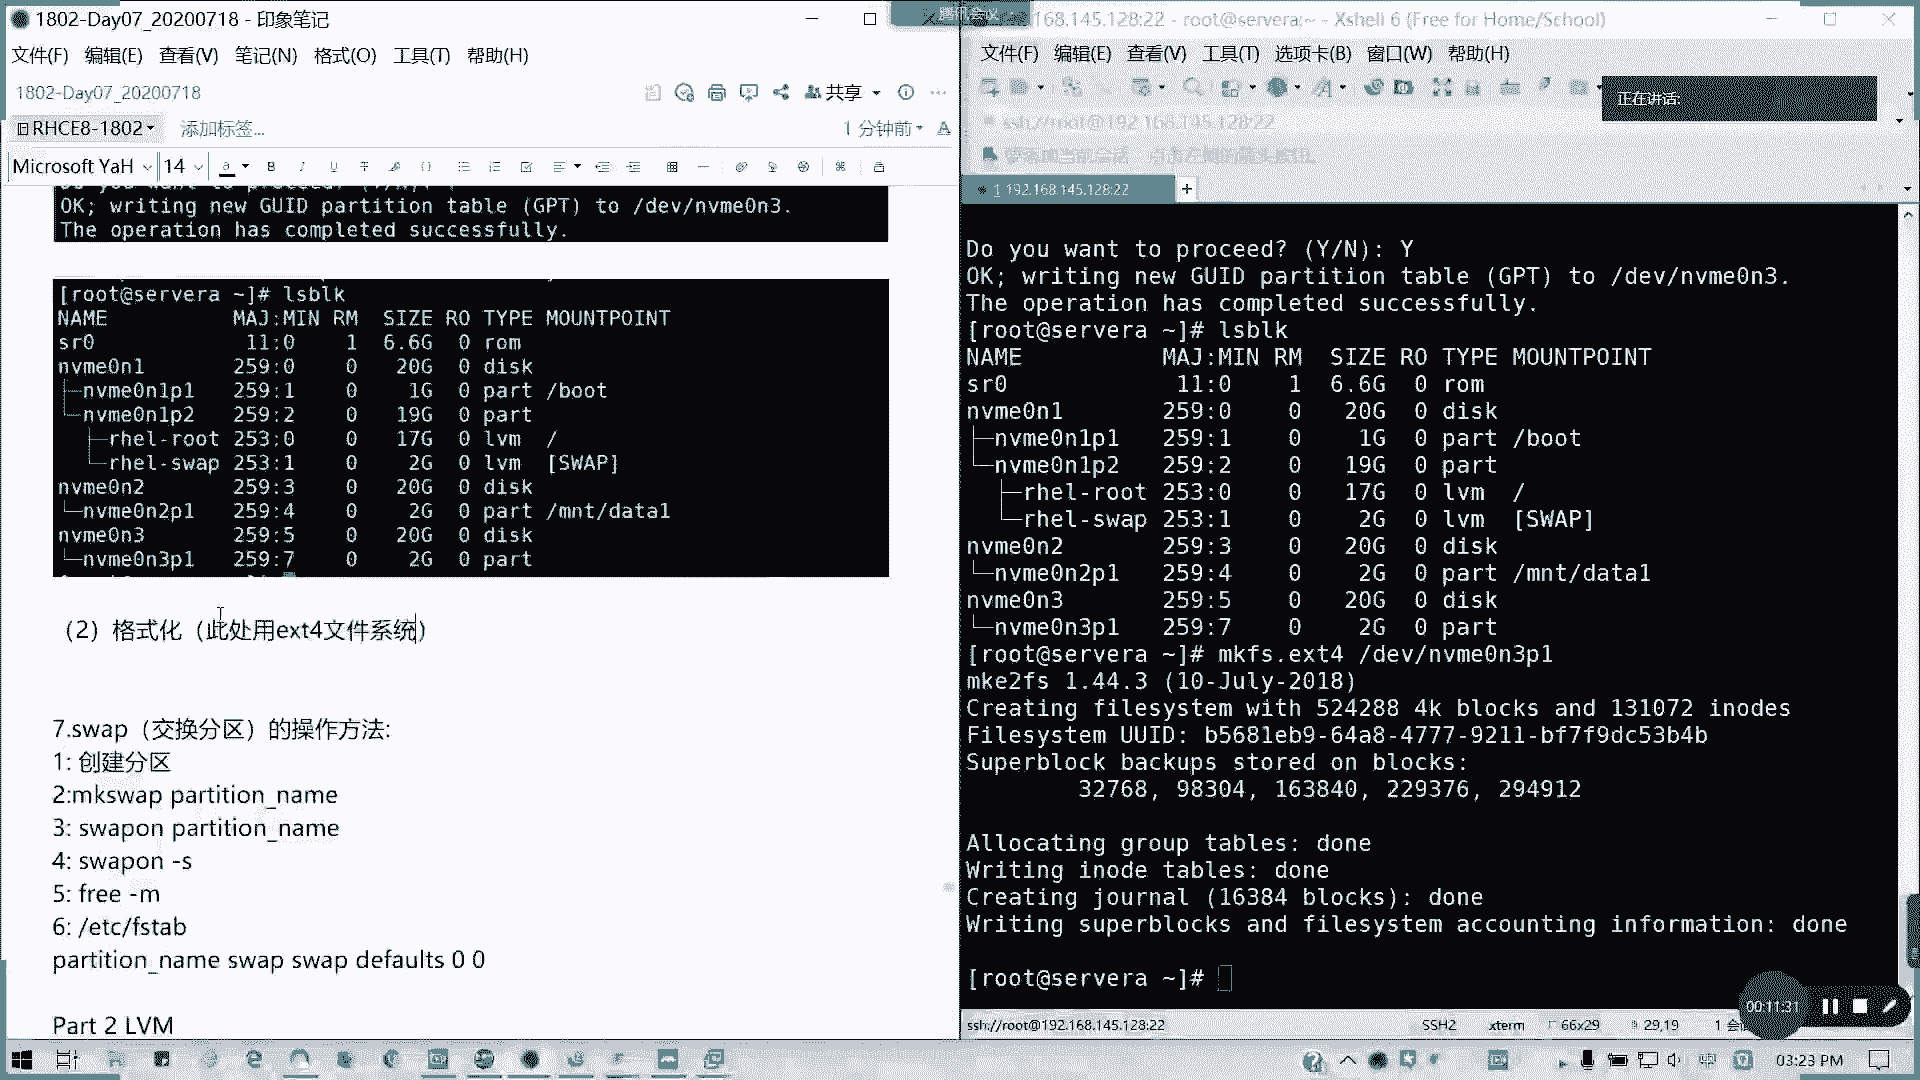 1802-Day07_20200718 - 印象笔记
文件(F) 编辑(E) 查看(V) 笔记(N) 格式(O) 工具(T) 帮助(H)
1802-Day07_20200718
共享
RHCE8-1802 添加标签...
1 分钟前
Microsoft YaH 14
OK; writing new GUID partition table (GPT) to /dev/nvme0n3.
The operation has completed successfully.
[root@servera ~]# lsblk
NAME MAJ:MIN RM SIZE RO TYPE MOUNTPOINT
sr0 11:0 1 6.6G 0 rom
nvme0n1 259:0 0 20G 0 disk
├─nvme0n1p1 259:1 0 1G 0 part /boot
└─nvme0n1p2 259:2 0 19G 0 part
├─rhel-root 253:0 0 17G 0 lvm /
└─rhel-swap 253:1 0 2G 0 lvm [SWAP]
nvme0n2 259:3 0 20G 0 disk
└─nvme0n2p1 259:4 0 2G 0 part /mnt/data1
nvme0n3 259:5 0 20G 0 disk
└─nvme0n3p1 259:7 0 2G 0 part
（2）格式化（此处用ext4文件系统）
7.swap（交换分区）的操作方法:
1: 创建分区
2:mkswap partition_name
3: swapon partition_name
4: swapon -s
5: free -m
6: /etc/fstab
partition_name swap swap defaults 0 0
Part 2 LVM
腾讯会议
168.145.128:22 - root@servera:~ - Xshell 6 (Free for Home/School)
文件(F) 编辑(E) 查看(V) 工具(T) 选项卡(B) 窗口(W) 帮助(H)
正在讲话:
ssh://root@192.168.145.128:22
1 192.168.145.128:22
Do you want to proceed? (Y/N): Y
OK; writing new GUID partition table (GPT) to /dev/nvme0n3.
The operation has completed successfully.
[root@servera ~]# lsblk
NAME MAJ:MIN RM SIZE RO TYPE MOUNTPOINT
sr0 11:0 1 6.6G 0 rom
nvme0n1 259:0 0 20G 0 disk
├─nvme0n1p1 259:1 0 1G 0 part /boot
└─nvme0n1p2 259:2 0 19G 0 part
├─rhel-root 253:0 0 17G 0 lvm /
└─rhel-swap 253:1 0 2G 0 lvm [SWAP]
nvme0n2 259:3 0 20G 0 disk
└─nvme0n2p1 259:4 0 2G 0 part /mnt/data1
nvme0n3 259:5 0 20G 0 disk
└─nvme0n3p1 259:7 0 2G 0 part
[root@servera ~]# mkfs.ext4 /dev/nvme0n3p1
mke2fs 1.44.3 (10-July-2018)
Creating filesystem with 524288 4k blocks and 131072 inodes
Filesystem UUID: b5681eb9-64a8-4777-9211-bf7f9dc53b4b
Superblock backups stored on blocks:
32768, 98304, 163840, 229376, 294912
Allocating group tables: done
Writing inode tables: done
Creating journal (16384 blocks): done
Writing superblocks and filesystem accounting information: done
[root@servera ~]#
00:11:31
ssh://root@192.168.145.128:22 SSH2 xterm 66x29 29,19
03:23 PM